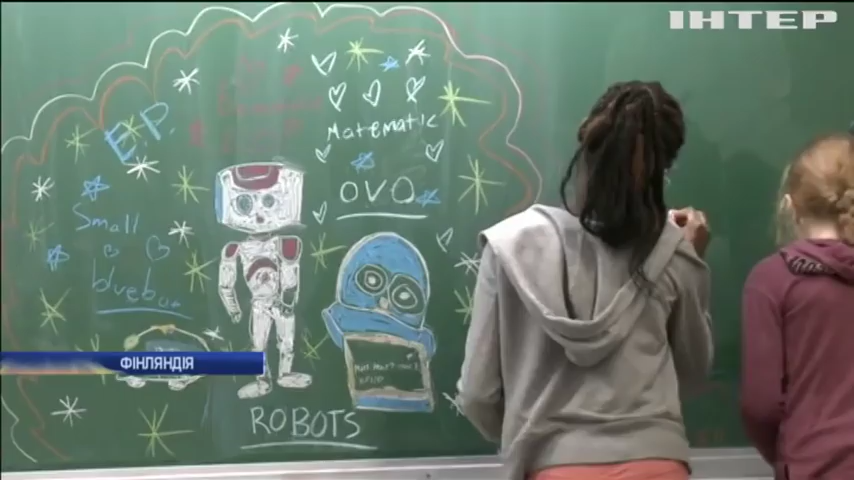 ІНТЕР
E.P.
Matematic
OVO
Small
bluebot
ФІНЛЯНДІЯ
ROBOTS